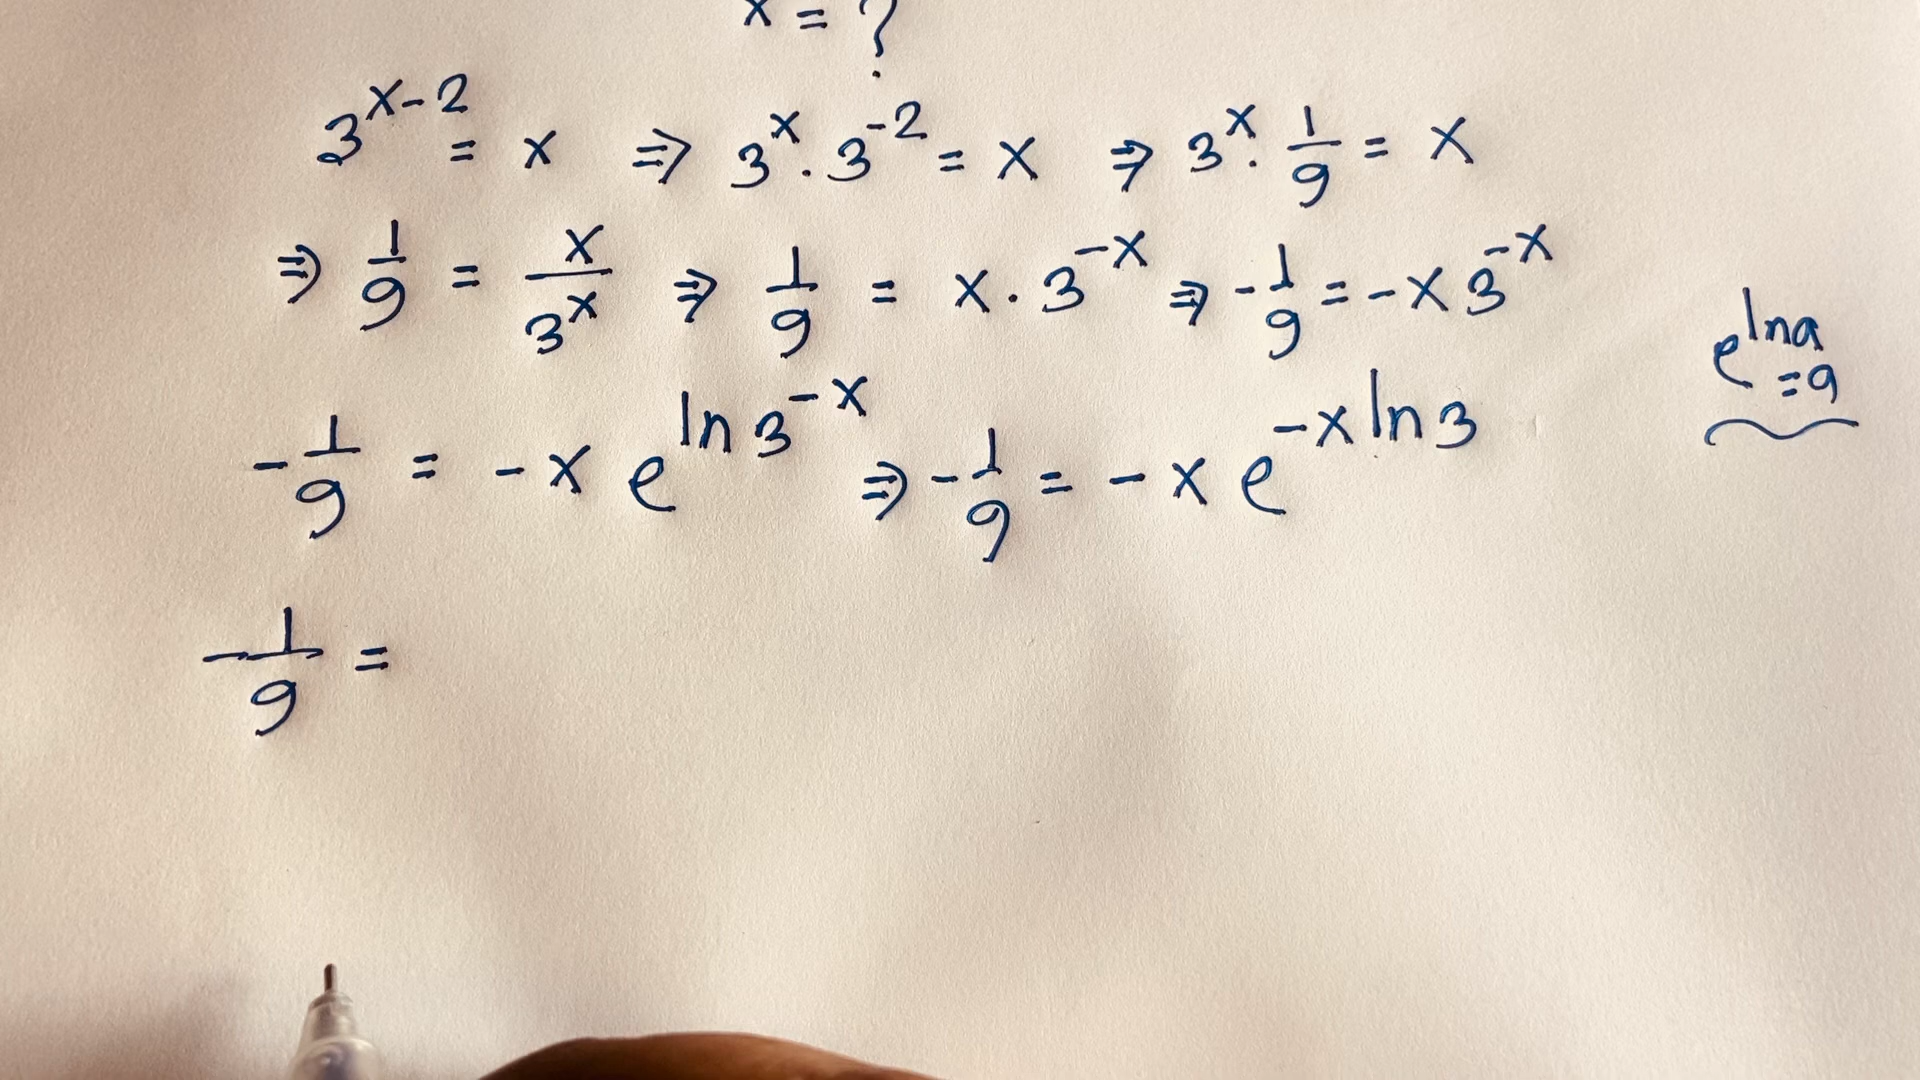 x = ?
3^{x-2} = x ⇒ 3^x . 3^{-2} = x ⇒ 3^x . 1/9 = x
⇒ 1/9 = x/3^x ⇒ 1/9 = x . 3^{-x} ⇒ -1/9 = -x 3^{-x}
e^{ln a} = a
-1/9 = -x e^{ln 3^{-x}} ⇒ -1/9 = -x e^{-x ln 3}
-1/9 =